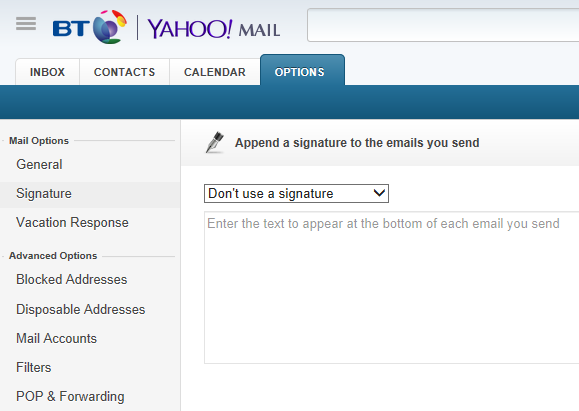 BT YAHOO! MAIL
INBOX CONTACTS CALENDAR OPTIONS
Mail Options
General
Signature
Vacation Response
Advanced Options
Blocked Addresses
Disposable Addresses
Mail Accounts
Filters
POP & Forwarding
Append a signature to the emails you send
Don't use a signature
Enter the text to appear at the bottom of each email you send